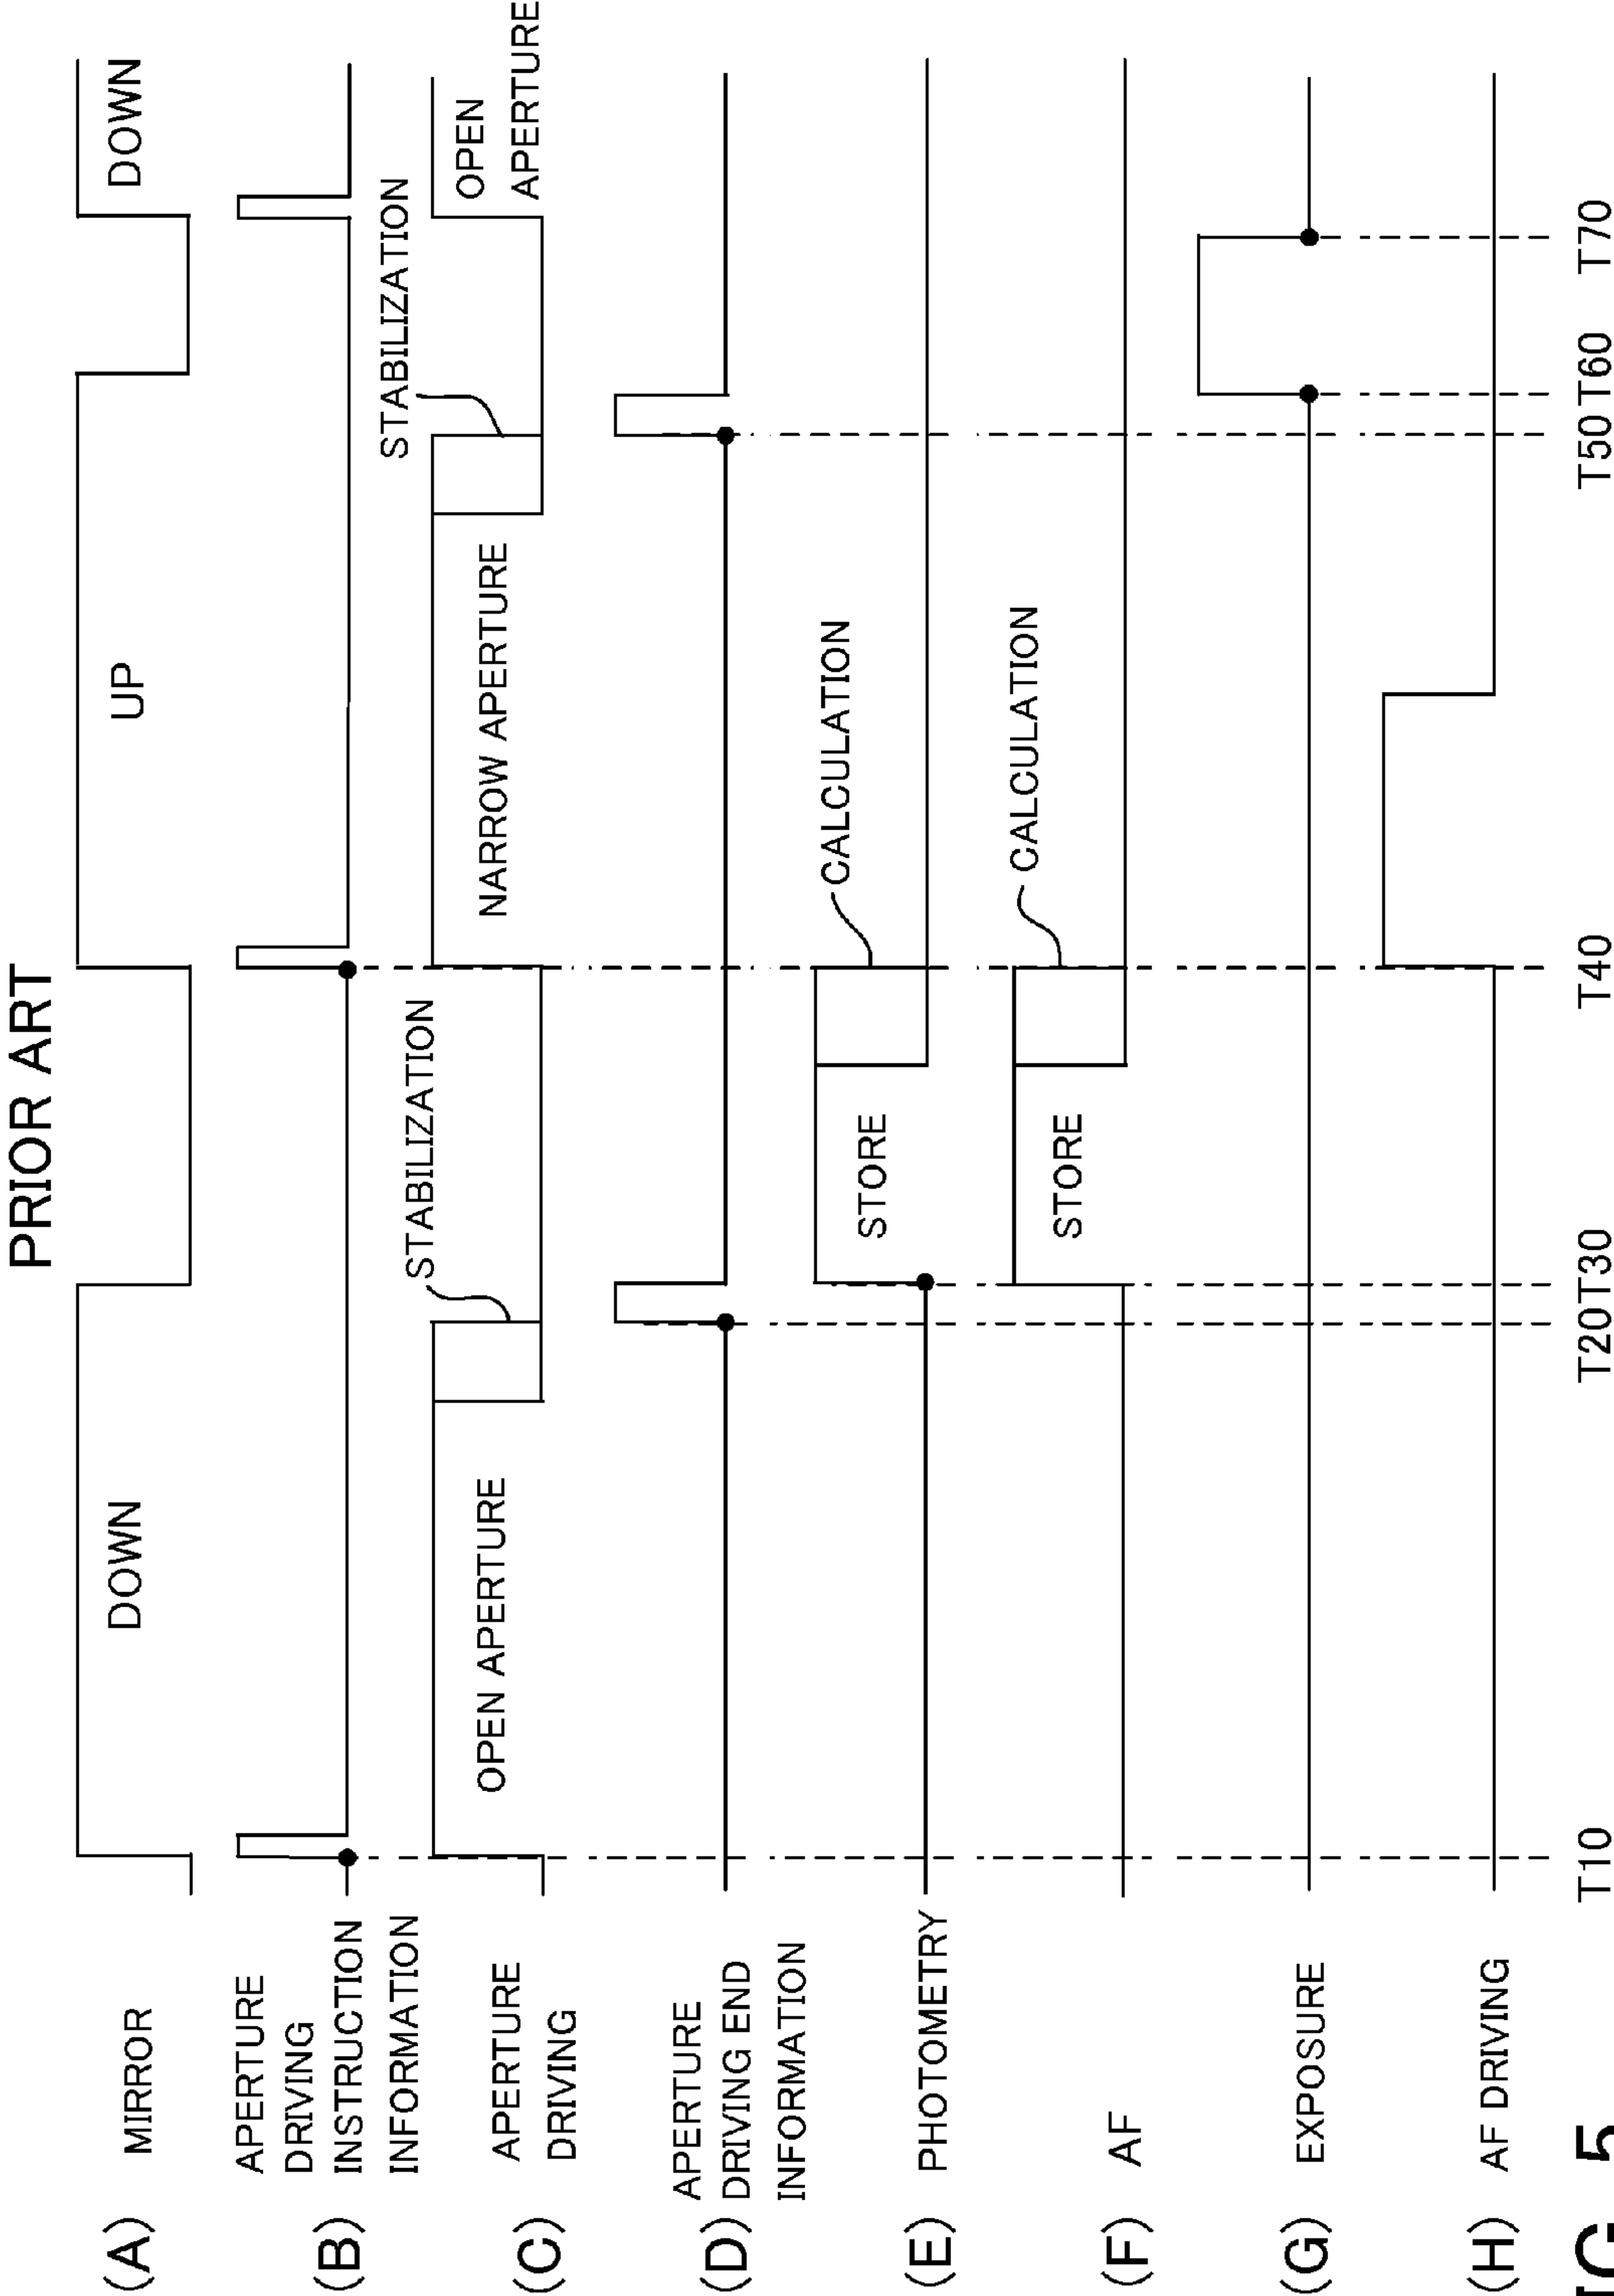 PRIOR ART
(A) MIRROR
DOWN
UP
DOWN
(B) APERTURE
DRIVING
INSTRUCTION
INFORMATION
(C) APERTURE
DRIVING
OPEN APERTURE
STABILIZATION
NARROW APERTURE
STABILIZATION
OPEN
APERTURE
(D) APERTURE
DRIVING END
INFORMATION
(E) PHOTOMETRY
STORE
CALCULATION
(F) AF
STORE
CALCULATION
(G) EXPOSURE
(H) AF DRIVING
T10 T20 T30 T40 T50 T60 T70